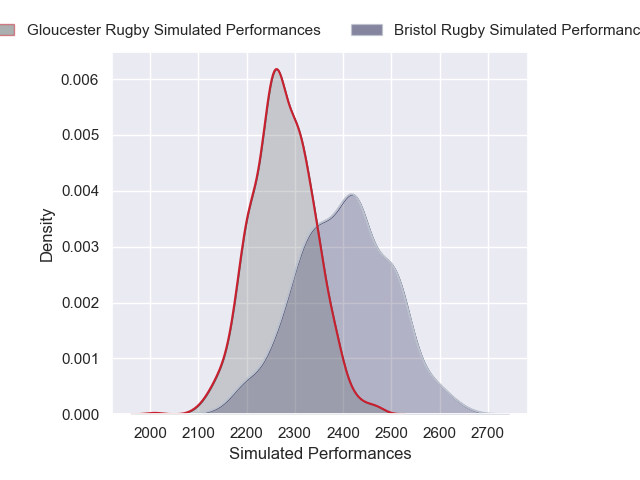 Gloucester Rugby Simulated Performances Bristol Rugby Simulated
0.006
0.005
0.004
0.003
0.002
0.001
0.000
Density
2000 2100 2200 2300 2400 2500 2600 2700
Simulated Performances